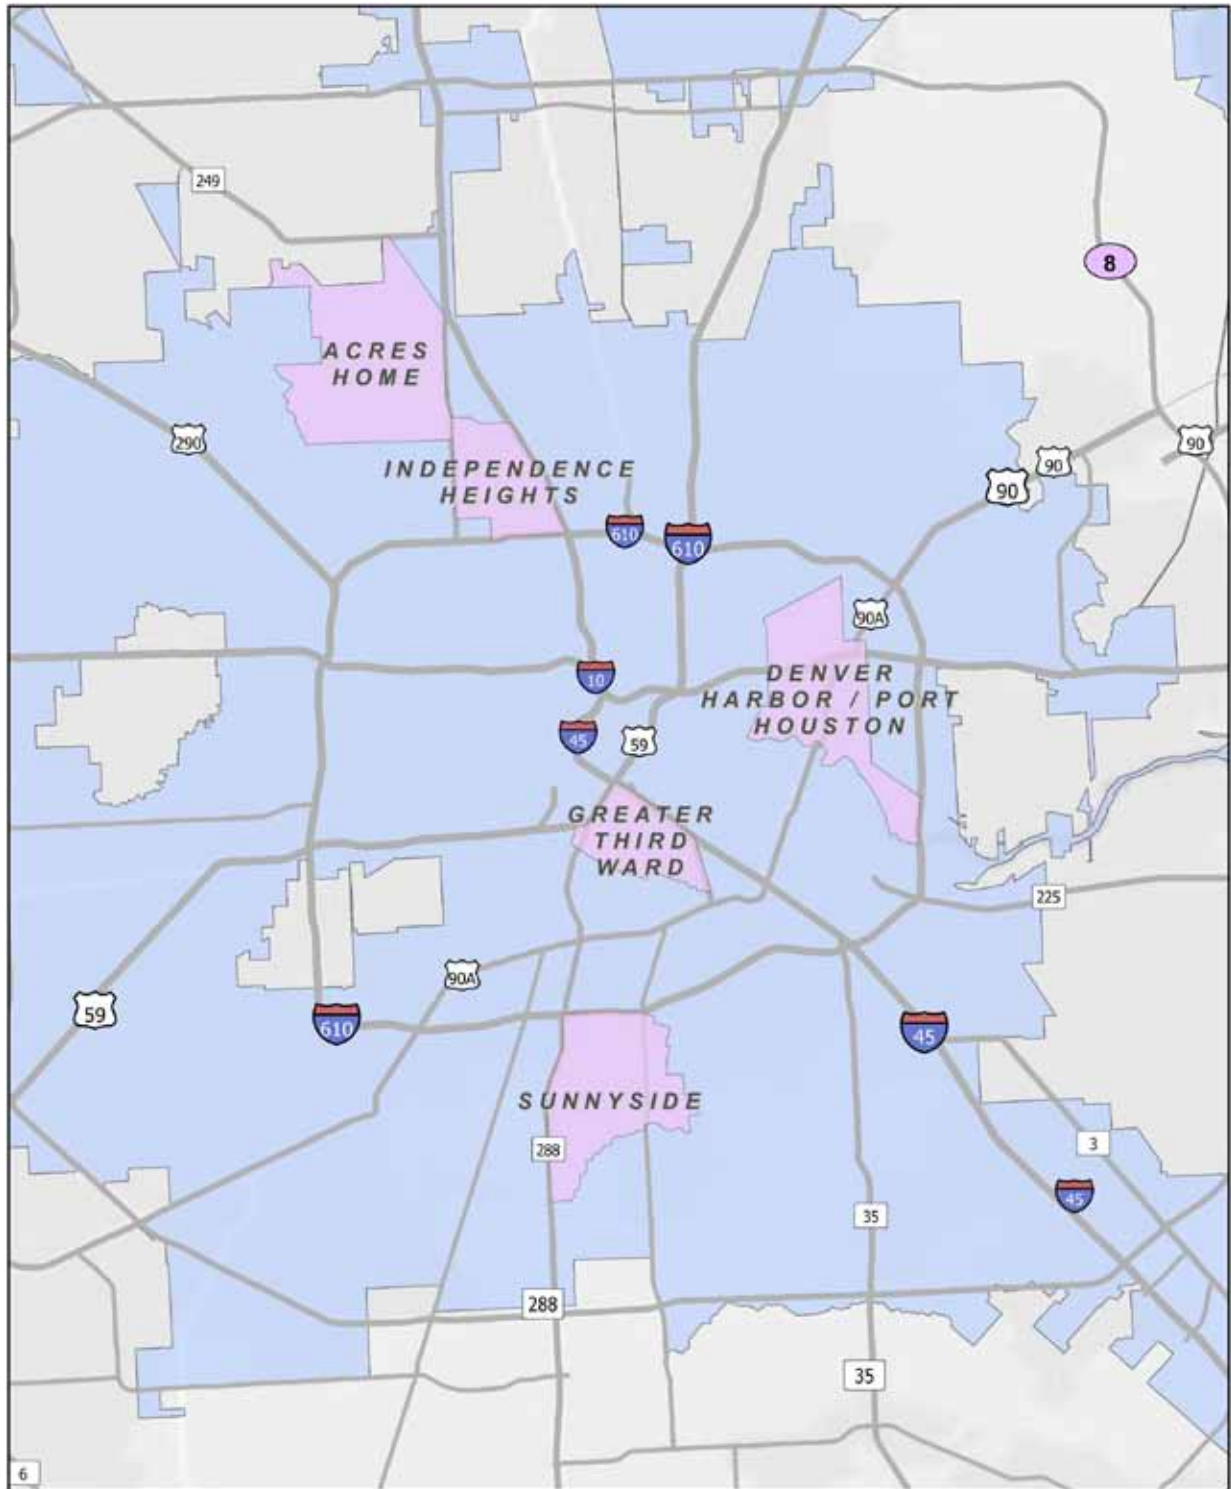 249
8
ACRES
HOME
290
90
90
90
INDEPENDENCE
HEIGHTS
610
610
90A
10
DENVER
HARBOR / PORT
HOUSTON
45
59
GREATER
THIRD
WARD
225
90A
59
610
45
SUNNYSIDE
288
3
45
35
288
35
6